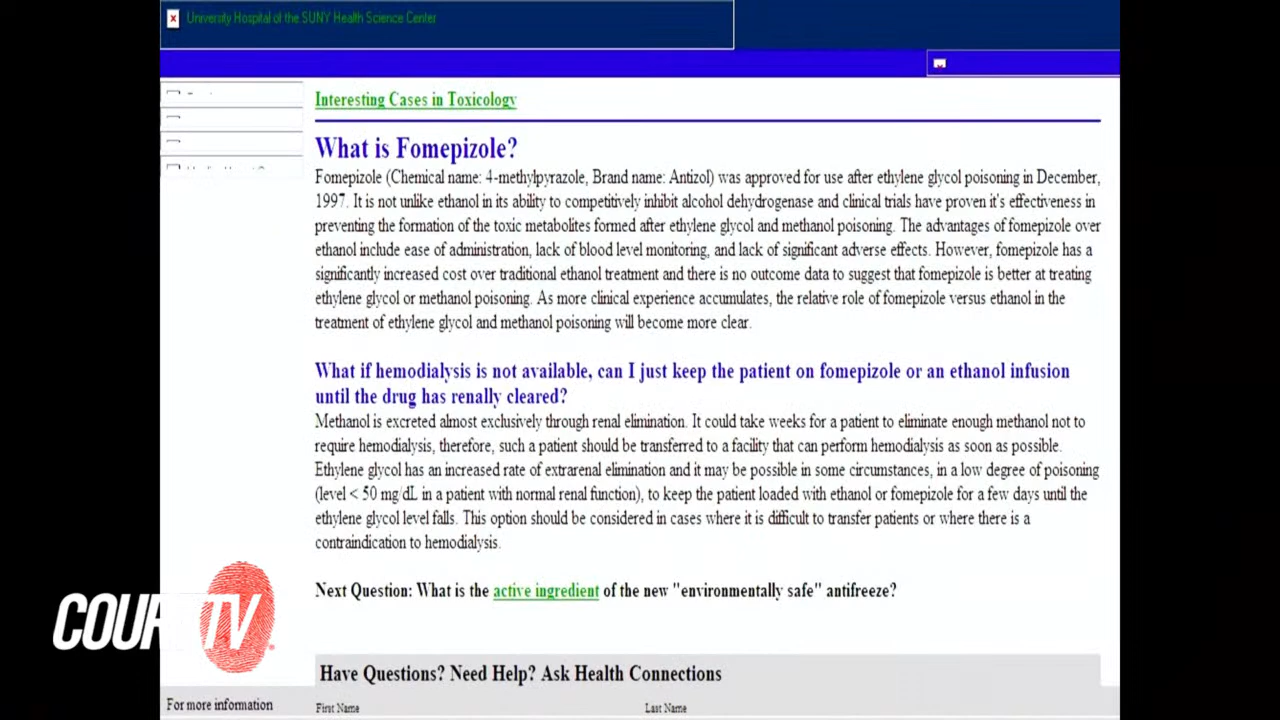 University Hospital of the SUNY Health Science Center
Interesting Cases in Toxicology
What is Fomepizole?
Fomepizole (Chemical name: 4-methylpyrazole, Brand name: Antizol) was approved for use after ethylene glycol poisoning in December,
1997. It is not unlike ethanol in its ability to competitively inhibit alcohol dehydrogenase and clinical trials have proven it's effectiveness in
preventing the formation of the toxic metabolites formed after ethylene glycol and methanol poisoning. The advantages of fomepizole over
ethanol include ease of administration, lack of blood level monitoring, and lack of significant adverse effects. However, fomepizole has a
significantly increased cost over traditional ethanol treatment and there is no outcome data to suggest that fomepizole is better at treating
ethylene glycol or methanol poisoning. As more clinical experience accumulates, the relative role of fomepizole versus ethanol in the
treatment of ethylene glycol and methanol poisoning will become more clear.
What if hemodialysis is not available, can I just keep the patient on fomepizole or an ethanol infusion
until the drug has renally cleared?
Methanol is excreted almost exclusively through renal elimination. It could take weeks for a patient to eliminate enough methanol not to
require hemodialysis, therefore, such a patient should be transferred to a facility that can perform hemodialysis as soon as possible.
Ethylene glycol has an increased rate of extrarenal elimination and it may be possible in some circumstances, in a low degree of poisoning
(level < 50 mg/dL in a patient with normal renal function), to keep the patient loaded with ethanol or fomepizole for a few days until the
ethylene glycol level falls. This option should be considered in cases where it is difficult to transfer patients or where there is a
contraindication to hemodialysis.
Next Question: What is the active ingredient of the new "environmentally safe" antifreeze?
COURT TV
Have Questions? Need Help? Ask Health Connections
For more information
First Name Last Name